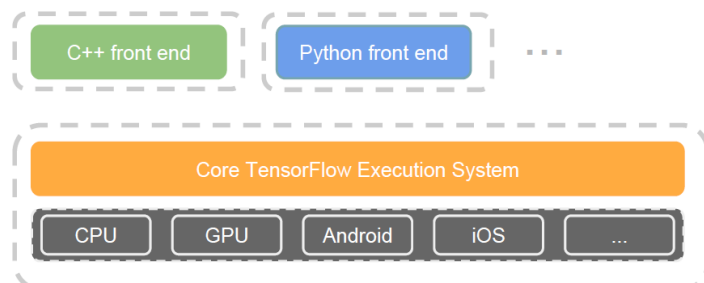 C++ front end
Python front end
...
Core TensorFlow Execution System
CPU
GPU
Android
iOS
...